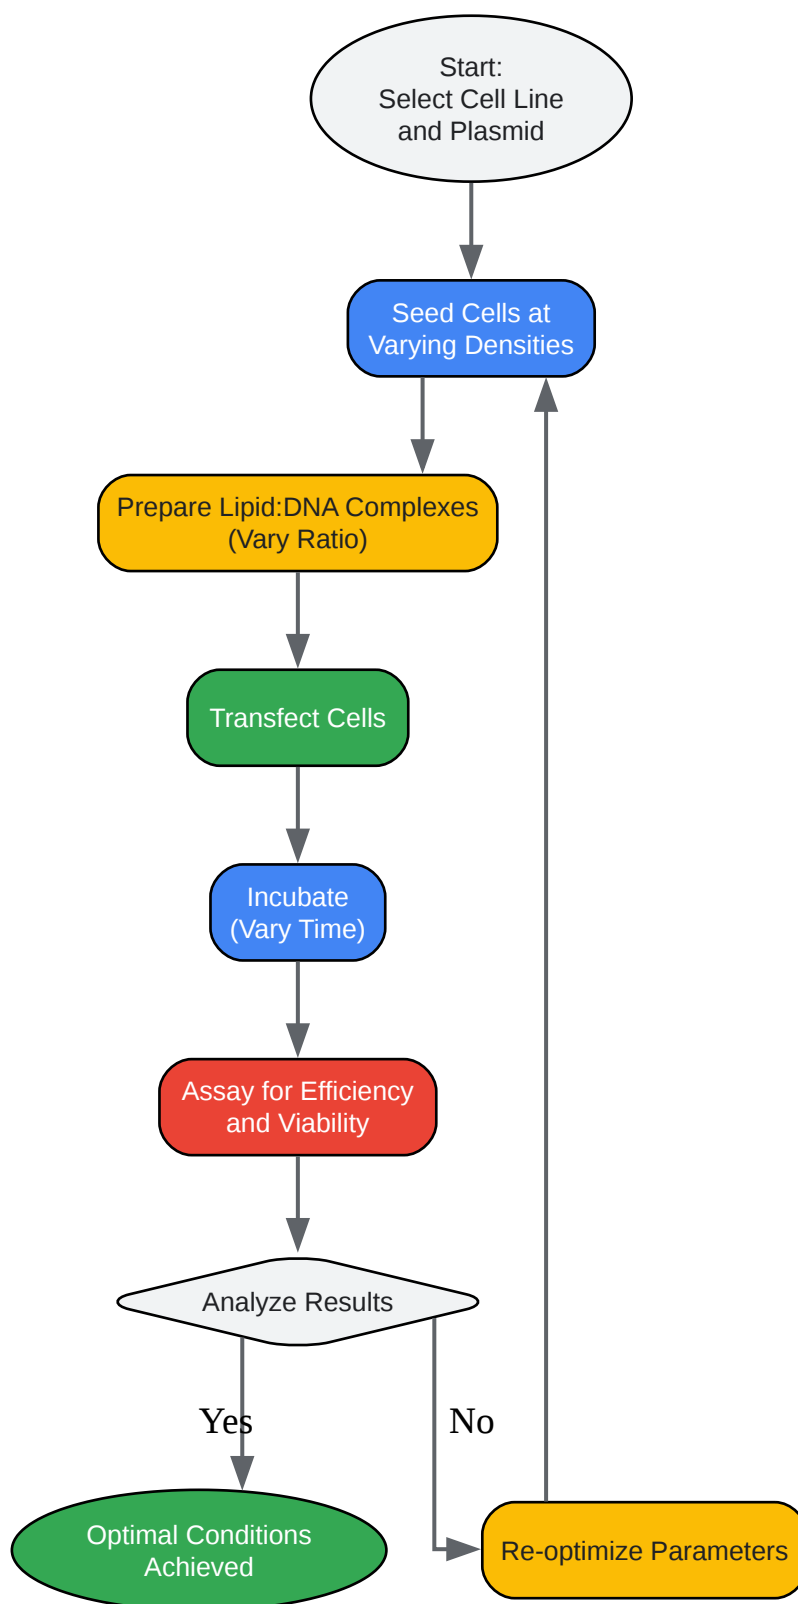 Start:
Select Cell Line
and Plasmid
Seed Cells at
Varying Densities
Prepare Lipid:DNA Complexes
(Vary Ratio)
Transfect Cells
Incubate
(Vary Time)
Assay for Efficiency
and Viability
Analyze Results
Yes
No
Optimal Conditions
Achieved
Re-optimize Parameters